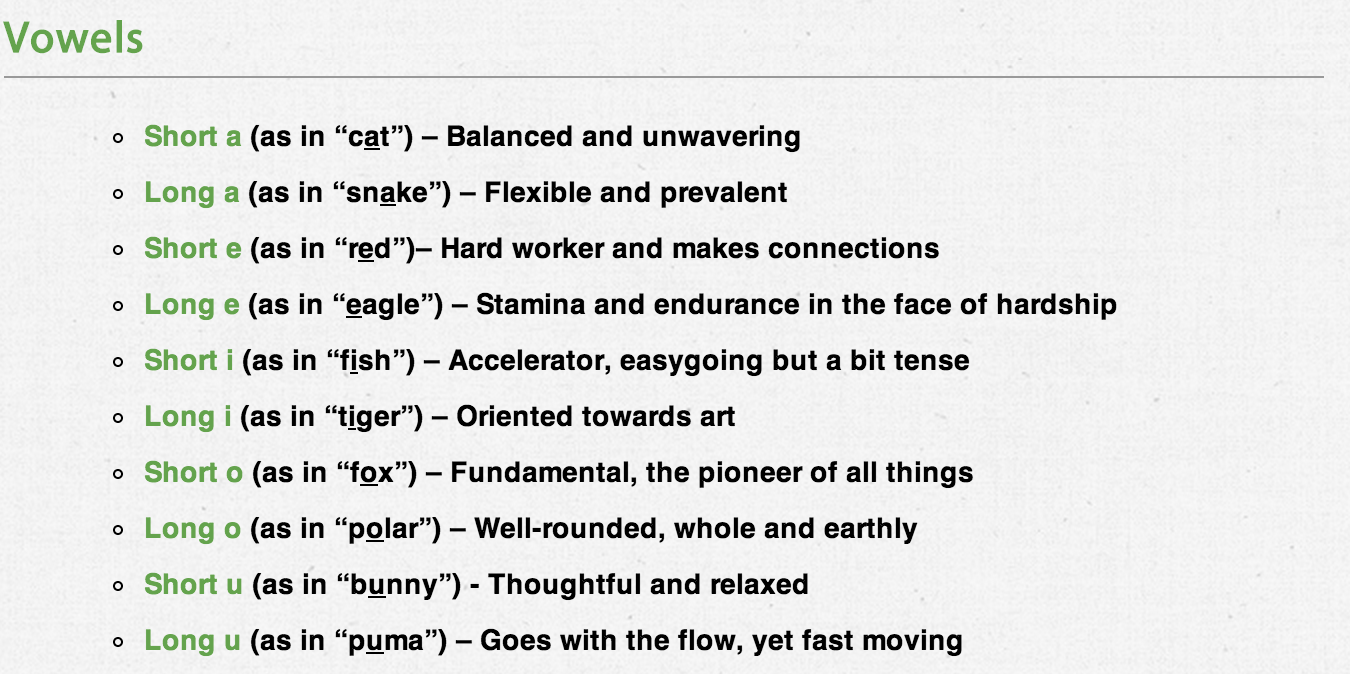 Vowels
Short a (as in “cat”) – Balanced and unwavering
Long a (as in “snake”) – Flexible and prevalent
Short e (as in “red”)– Hard worker and makes connections
Long e (as in “eagle”) – Stamina and endurance in the face of hardship
Short i (as in “fish”) – Accelerator, easygoing but a bit tense
Long i (as in “tiger”) – Oriented towards art
Short o (as in “fox”) – Fundamental, the pioneer of all things
Long o (as in “polar”) – Well-rounded, whole and earthly
Short u (as in “bunny”) - Thoughtful and relaxed
Long u (as in “puma”) – Goes with the flow, yet fast moving